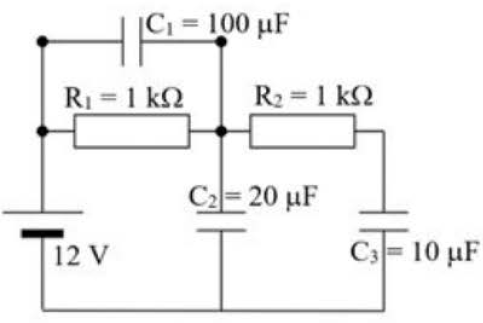 C₁ = 100 µF
R₁ = 1 kΩ
R₂ = 1 kΩ
C₂ = 20 µF
12 V
C₃ = 10 µF